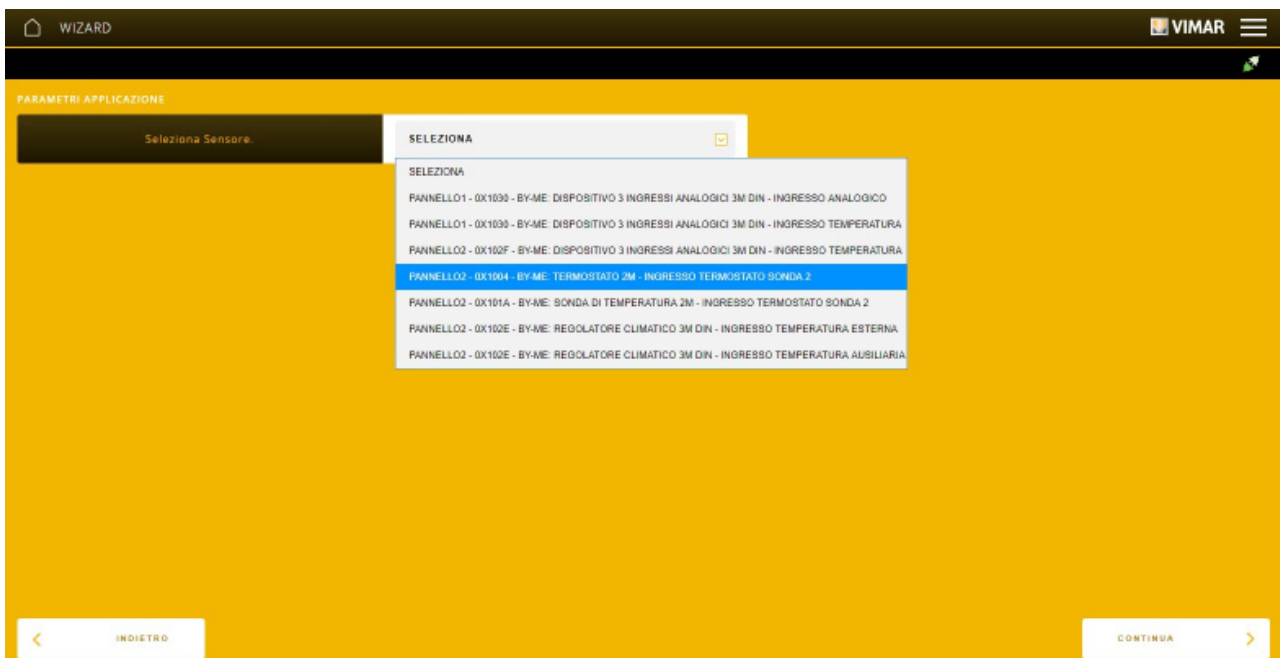 WIZARD
VIMAR
PARAMETRI APPLICAZIONE
Seleziona Sensore.
SELEZIONA
SELEZIONA
PANNELLO1 - 0X1030 - BY-ME: DISPOSITIVO 3 INGRESSI ANALOGICI 3M DIN - INGRESSO ANALOGICO
PANNELLO1 - 0X1030 - BY-ME: DISPOSITIVO 3 INGRESSI ANALOGICI 3M DIN - INGRESSO TEMPERATURA
PANNELLO2 - 0X102F - BY-ME: DISPOSITIVO 3 INGRESSI ANALOGICI 3M DIN - INGRESSO TEMPERATURA
PANNELLO2 - 0X1004 - BY-ME: TERMOSTATO 2M - INGRESSO TERMOSTATO SONDA 2
PANNELLO2 - 0X101A - BY-ME: SONDA DI TEMPERATURA 2M - INGRESSO TERMOSTATO SONDA 2
PANNELLO2 - 0X102E - BY-ME: REGOLATORE CLIMATICO 3M DIN - INGRESSO TEMPERATURA ESTERNA
PANNELLO2 - 0X102E - BY-ME: REGOLATORE CLIMATICO 3M DIN - INGRESSO TEMPERATURA AUSILIARIA
INDIETRO
CONTINUA